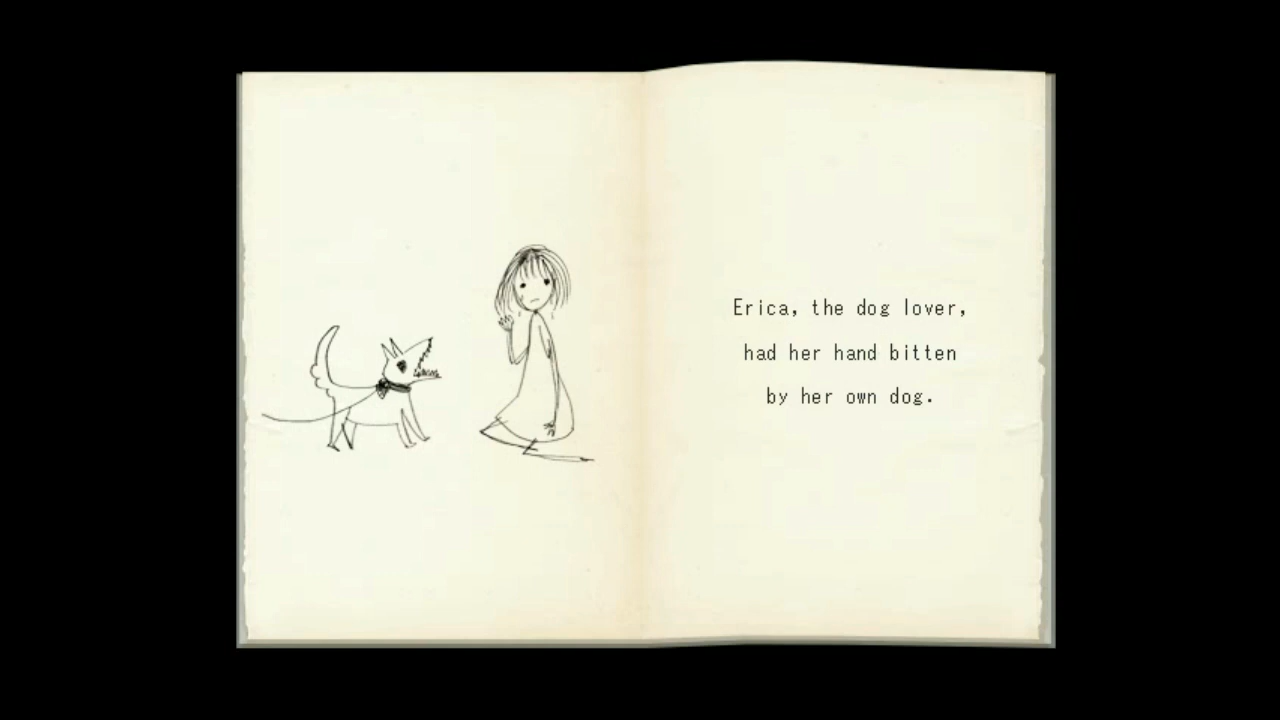 Erica, the dog lover,
had her hand bitten
by her own dog.